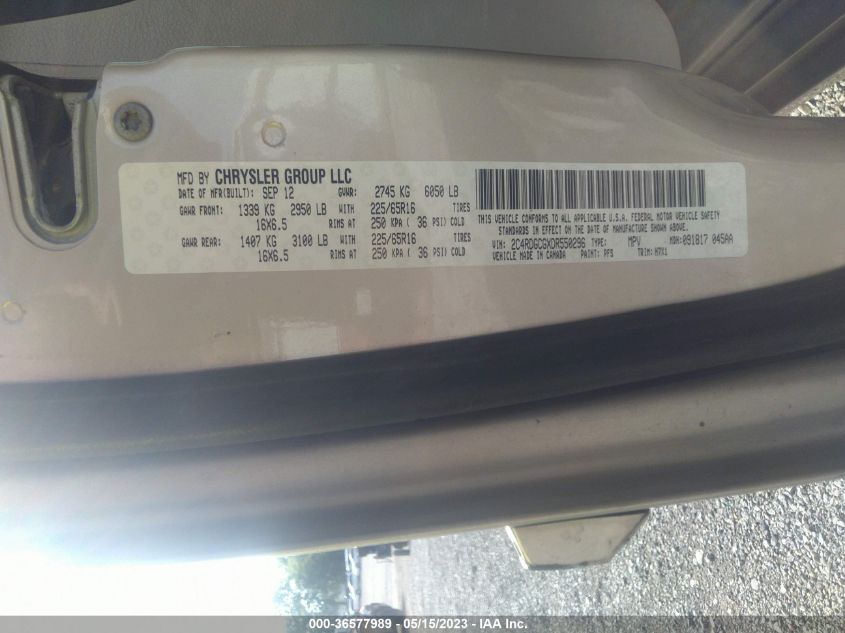 MFD BY CHRYSLER GROUP LLC
DATE OF MFR(BUILT): SEP 12 GVWR: 2745 KG 6050 LB
GAWR FRONT: 1339 KG 2950 LB WITH 225/65R16 TIRES
16X6.5 RIMS AT 250 KPA ( 36 PSI) COLD
GAWR REAR: 1407 KG 3100 LB WITH 225/65R16 TIRES
16X6.5 RIMS AT 250 KPA ( 36 PSI) COLD
THIS VEHICLE CONFORMS TO ALL APPLICABLE U.S.A. FEDERAL MOTOR VEHICLE SAFETY
STANDARDS IN EFFECT ON THE DATE OF MANUFACTURE SHOWN ABOVE.
VIN: 2C4RDGCGXDR550296 TYPE: MPV MDH: 091817 045AA
VEHICLE MADE IN CANADA PAINT: PFS TRIM: H7X1
000-36577989 - 05/15/2023 - IAA Inc.